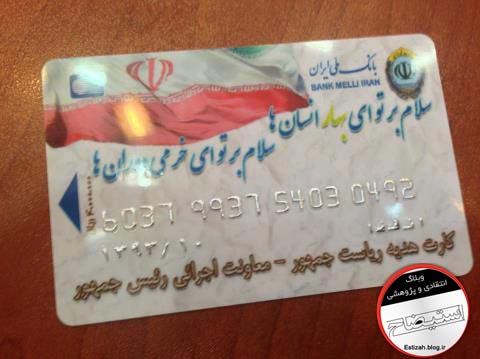 بانک ملی ایران
BANK MELLI IRAN
سلام بر تو ای بهار انسان ها
سلام بر تو ای خرمی دوران ها
6037 9937 5403 0492
۱۳۹۳/۱۰
کارت هدیه ریاست جمهور - معاونت اجرائی رئیس جمهور
وبلاگ
انتقادی و پژوهشی
استیضاح
Estizah.blog.ir